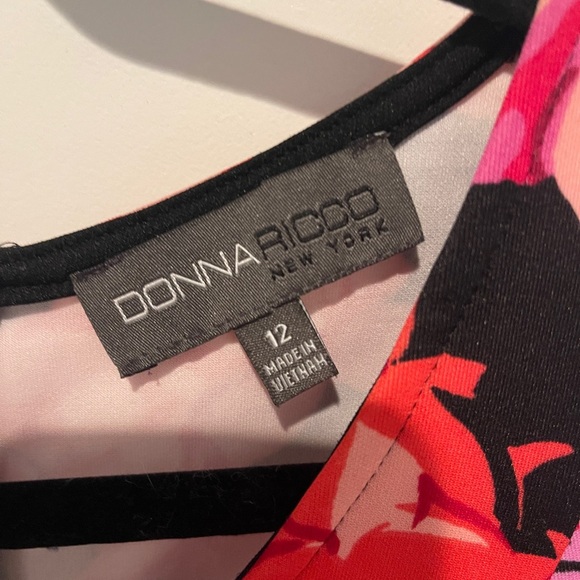 DONNA RICCO
NEW YORK
12
MADE IN
VIETNAM